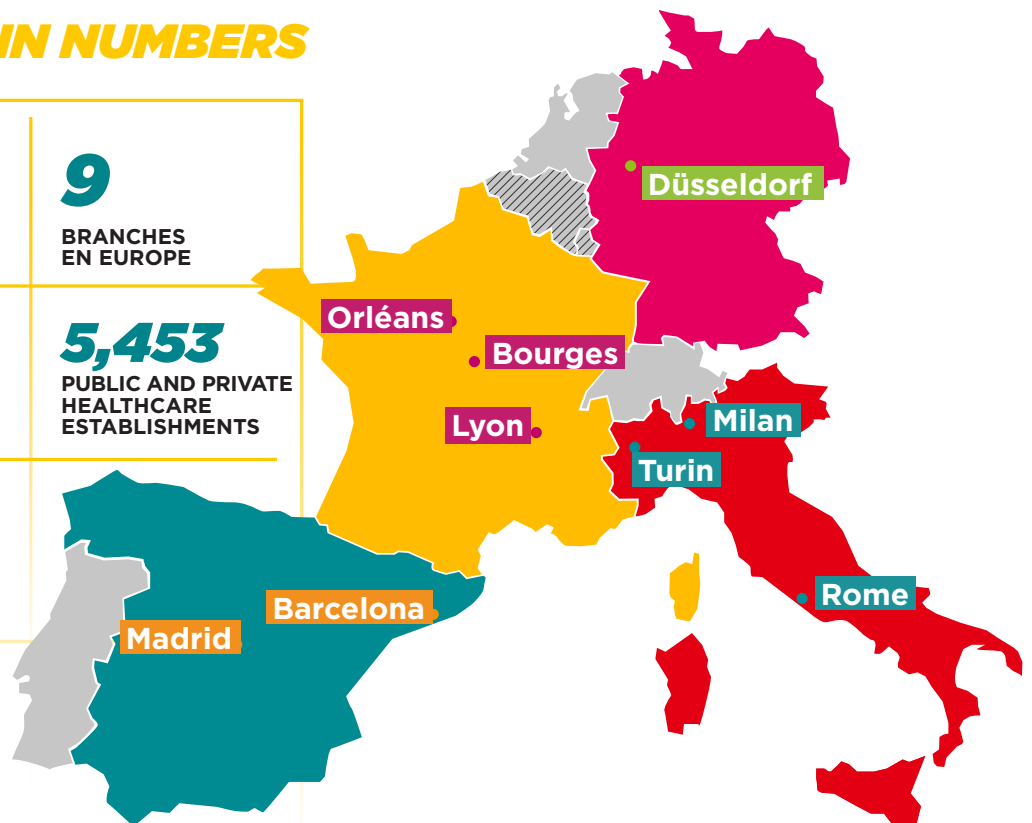 IN NUMBERS
9
BRANCHES
EN EUROPE
5,453
PUBLIC AND PRIVATE
HEALTHCARE
ESTABLISHMENTS
Düsseldorf
Orléans
Bourges
Lyon
Milan
Turin
Rome
Barcelona
Madrid